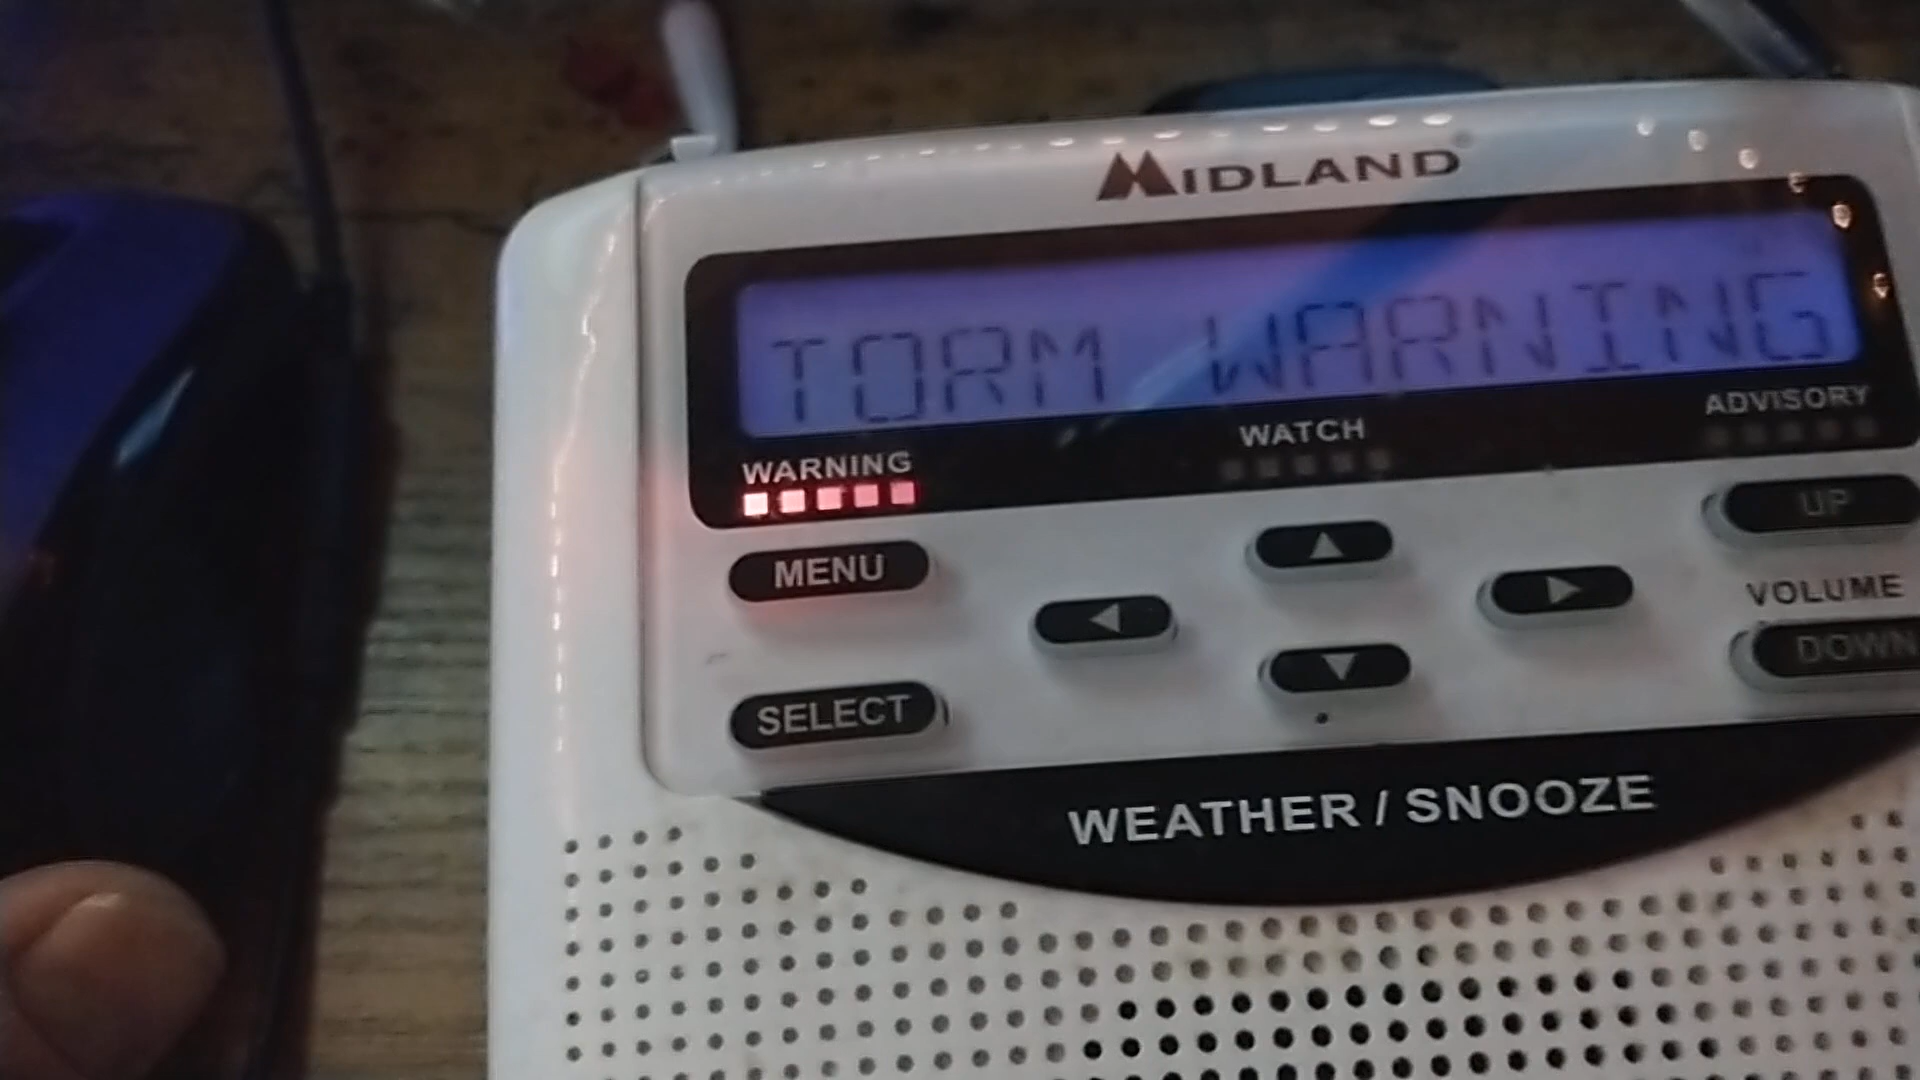 MIDLAND
TORM WARNING
WARNING WATCH ADVISORY
MENU UP
VOLUME
SELECT DOWN
WEATHER / SNOOZE